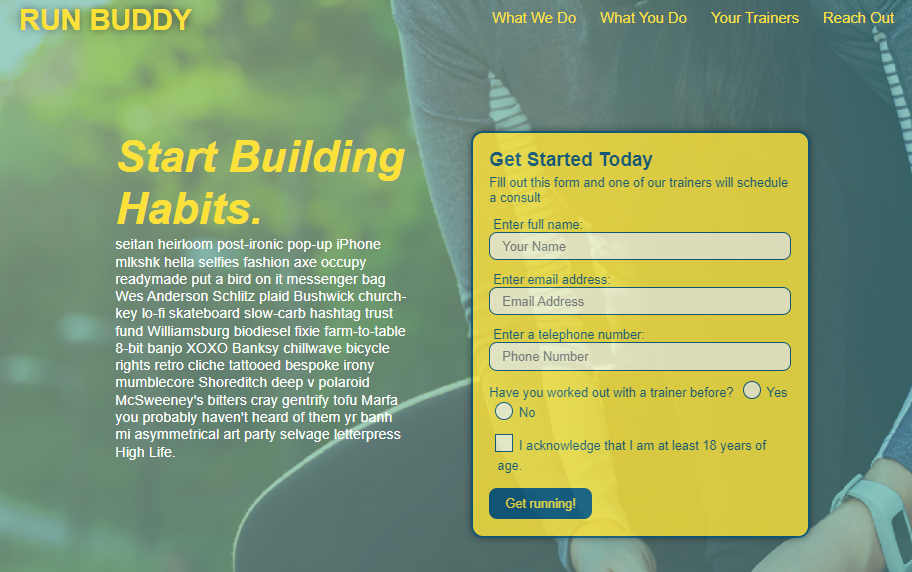 RUN BUDDY
What We Do What You Do Your Trainers Reach Out
Start Building
Habits.
seitan heirloom post-ironic pop-up iPhone
mlkshk hella selfies fashion axe occupy
readymade put a bird on it messenger bag
Wes Anderson Schlitz plaid Bushwick church-
key lo-fi skateboard slow-carb hashtag trust
fund Williamsburg biodiesel fixie farm-to-table
8-bit banjo XOXO Banksy chillwave bicycle
rights retro cliche tattooed bespoke irony
mumblecore Shoreditch deep v polaroid
McSweeney's bitters cray gentrify tofu Marfa
you probably haven't heard of them yr banh
mi asymmetrical art party selvage letterpress
High Life.
Get Started Today
Fill out this form and one of our trainers will schedule
a consult
Enter full name:
Your Name
Enter email address:
Email Address
Enter a telephone number:
Phone Number
Have you worked out with a trainer before? Yes
No
I acknowledge that I am at least 18 years of
age.
Get running!